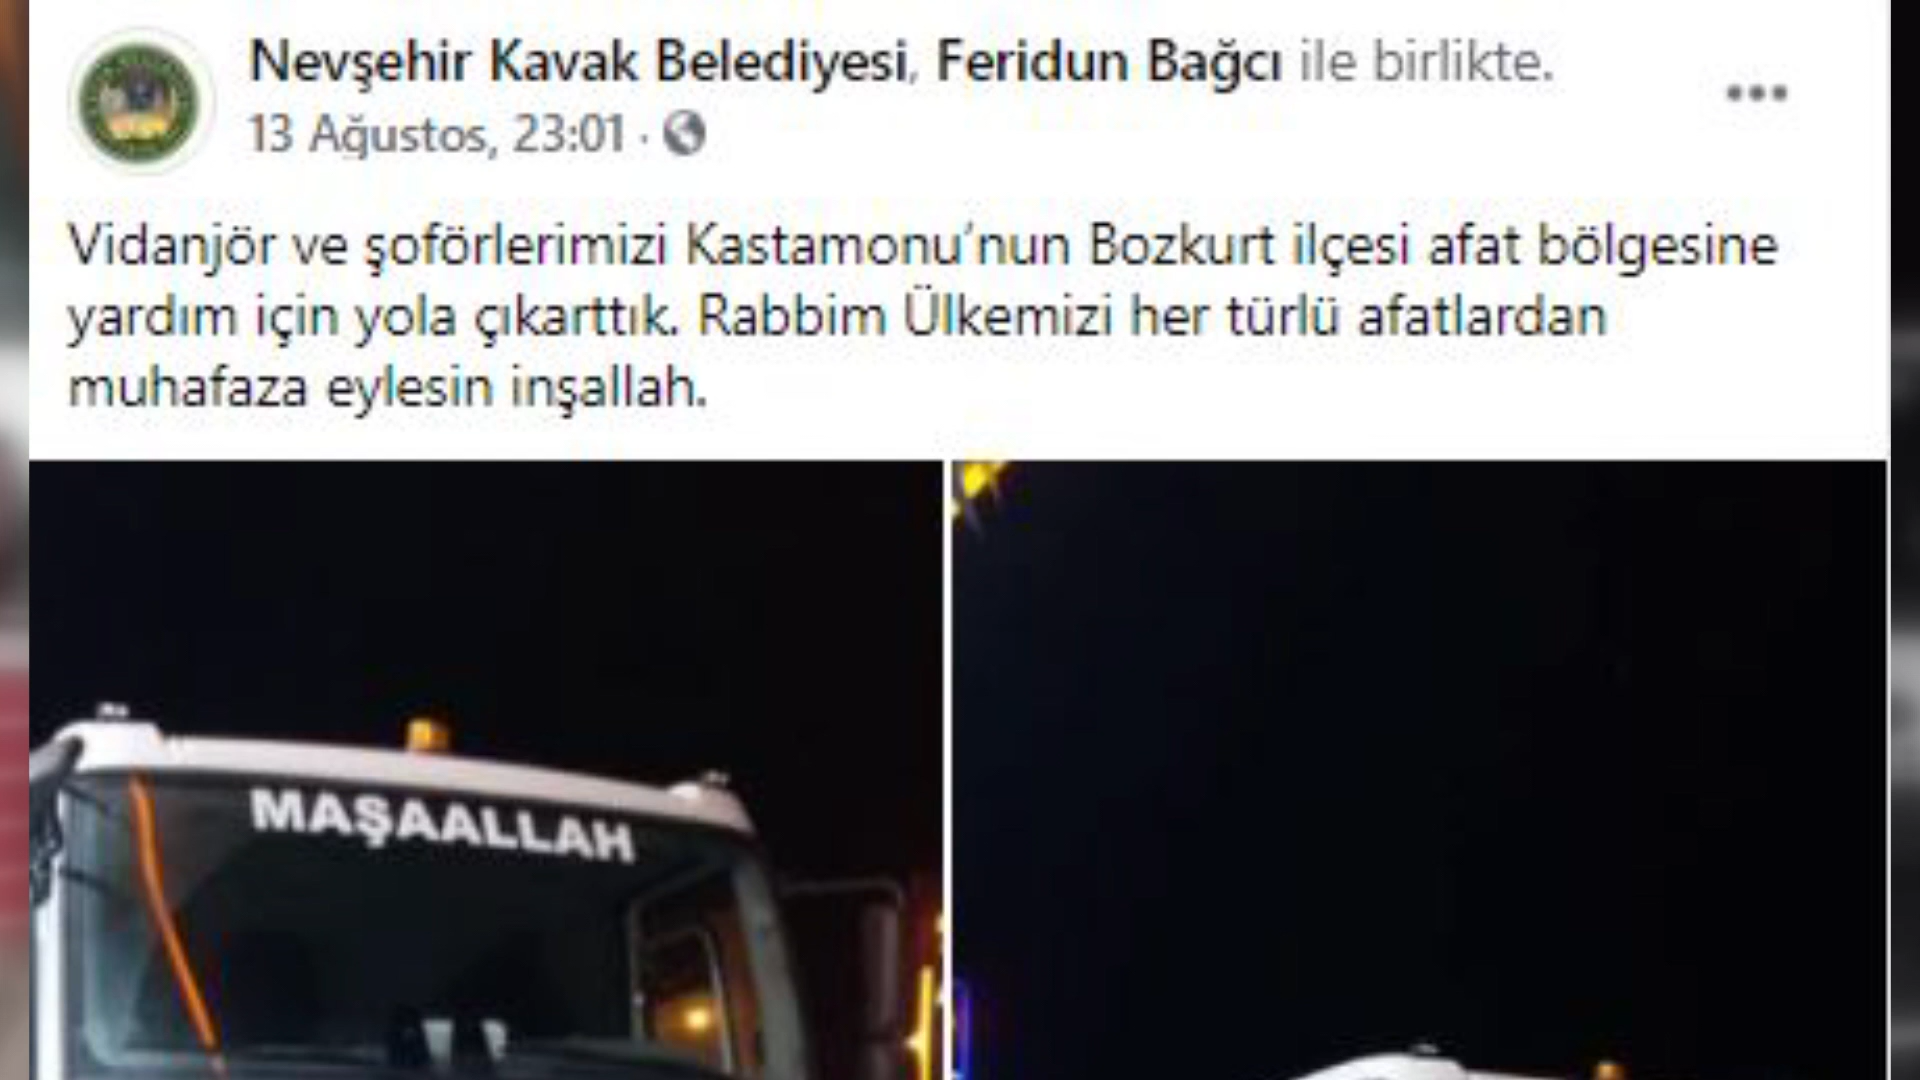 Nevşehir Kavak Belediyesi, Feridun Bağcı ile birlikte.
13 Ağustos, 23:01 ·
Vidanjör ve şoförlerimizi Kastamonu'nun Bozkurt ilçesi afat bölgesine
yardım için yola çıkarttık. Rabbim Ülkemizi her türlü afatlardan
muhafaza eylesin inşallah.
MAŞAALLAH